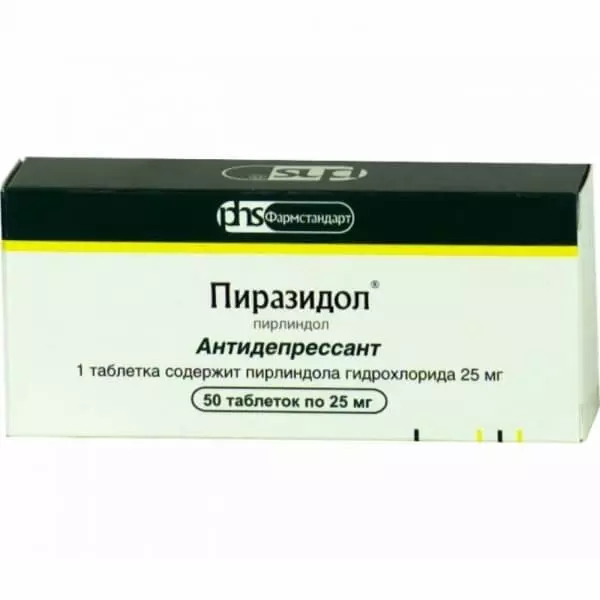 phs Фармстандарт
Пиразидол®
пирлиндол
Антидепрессант
1 таблетка содержит пирлиндола гидрохлорида 25 мг
50 таблеток по 25 мг